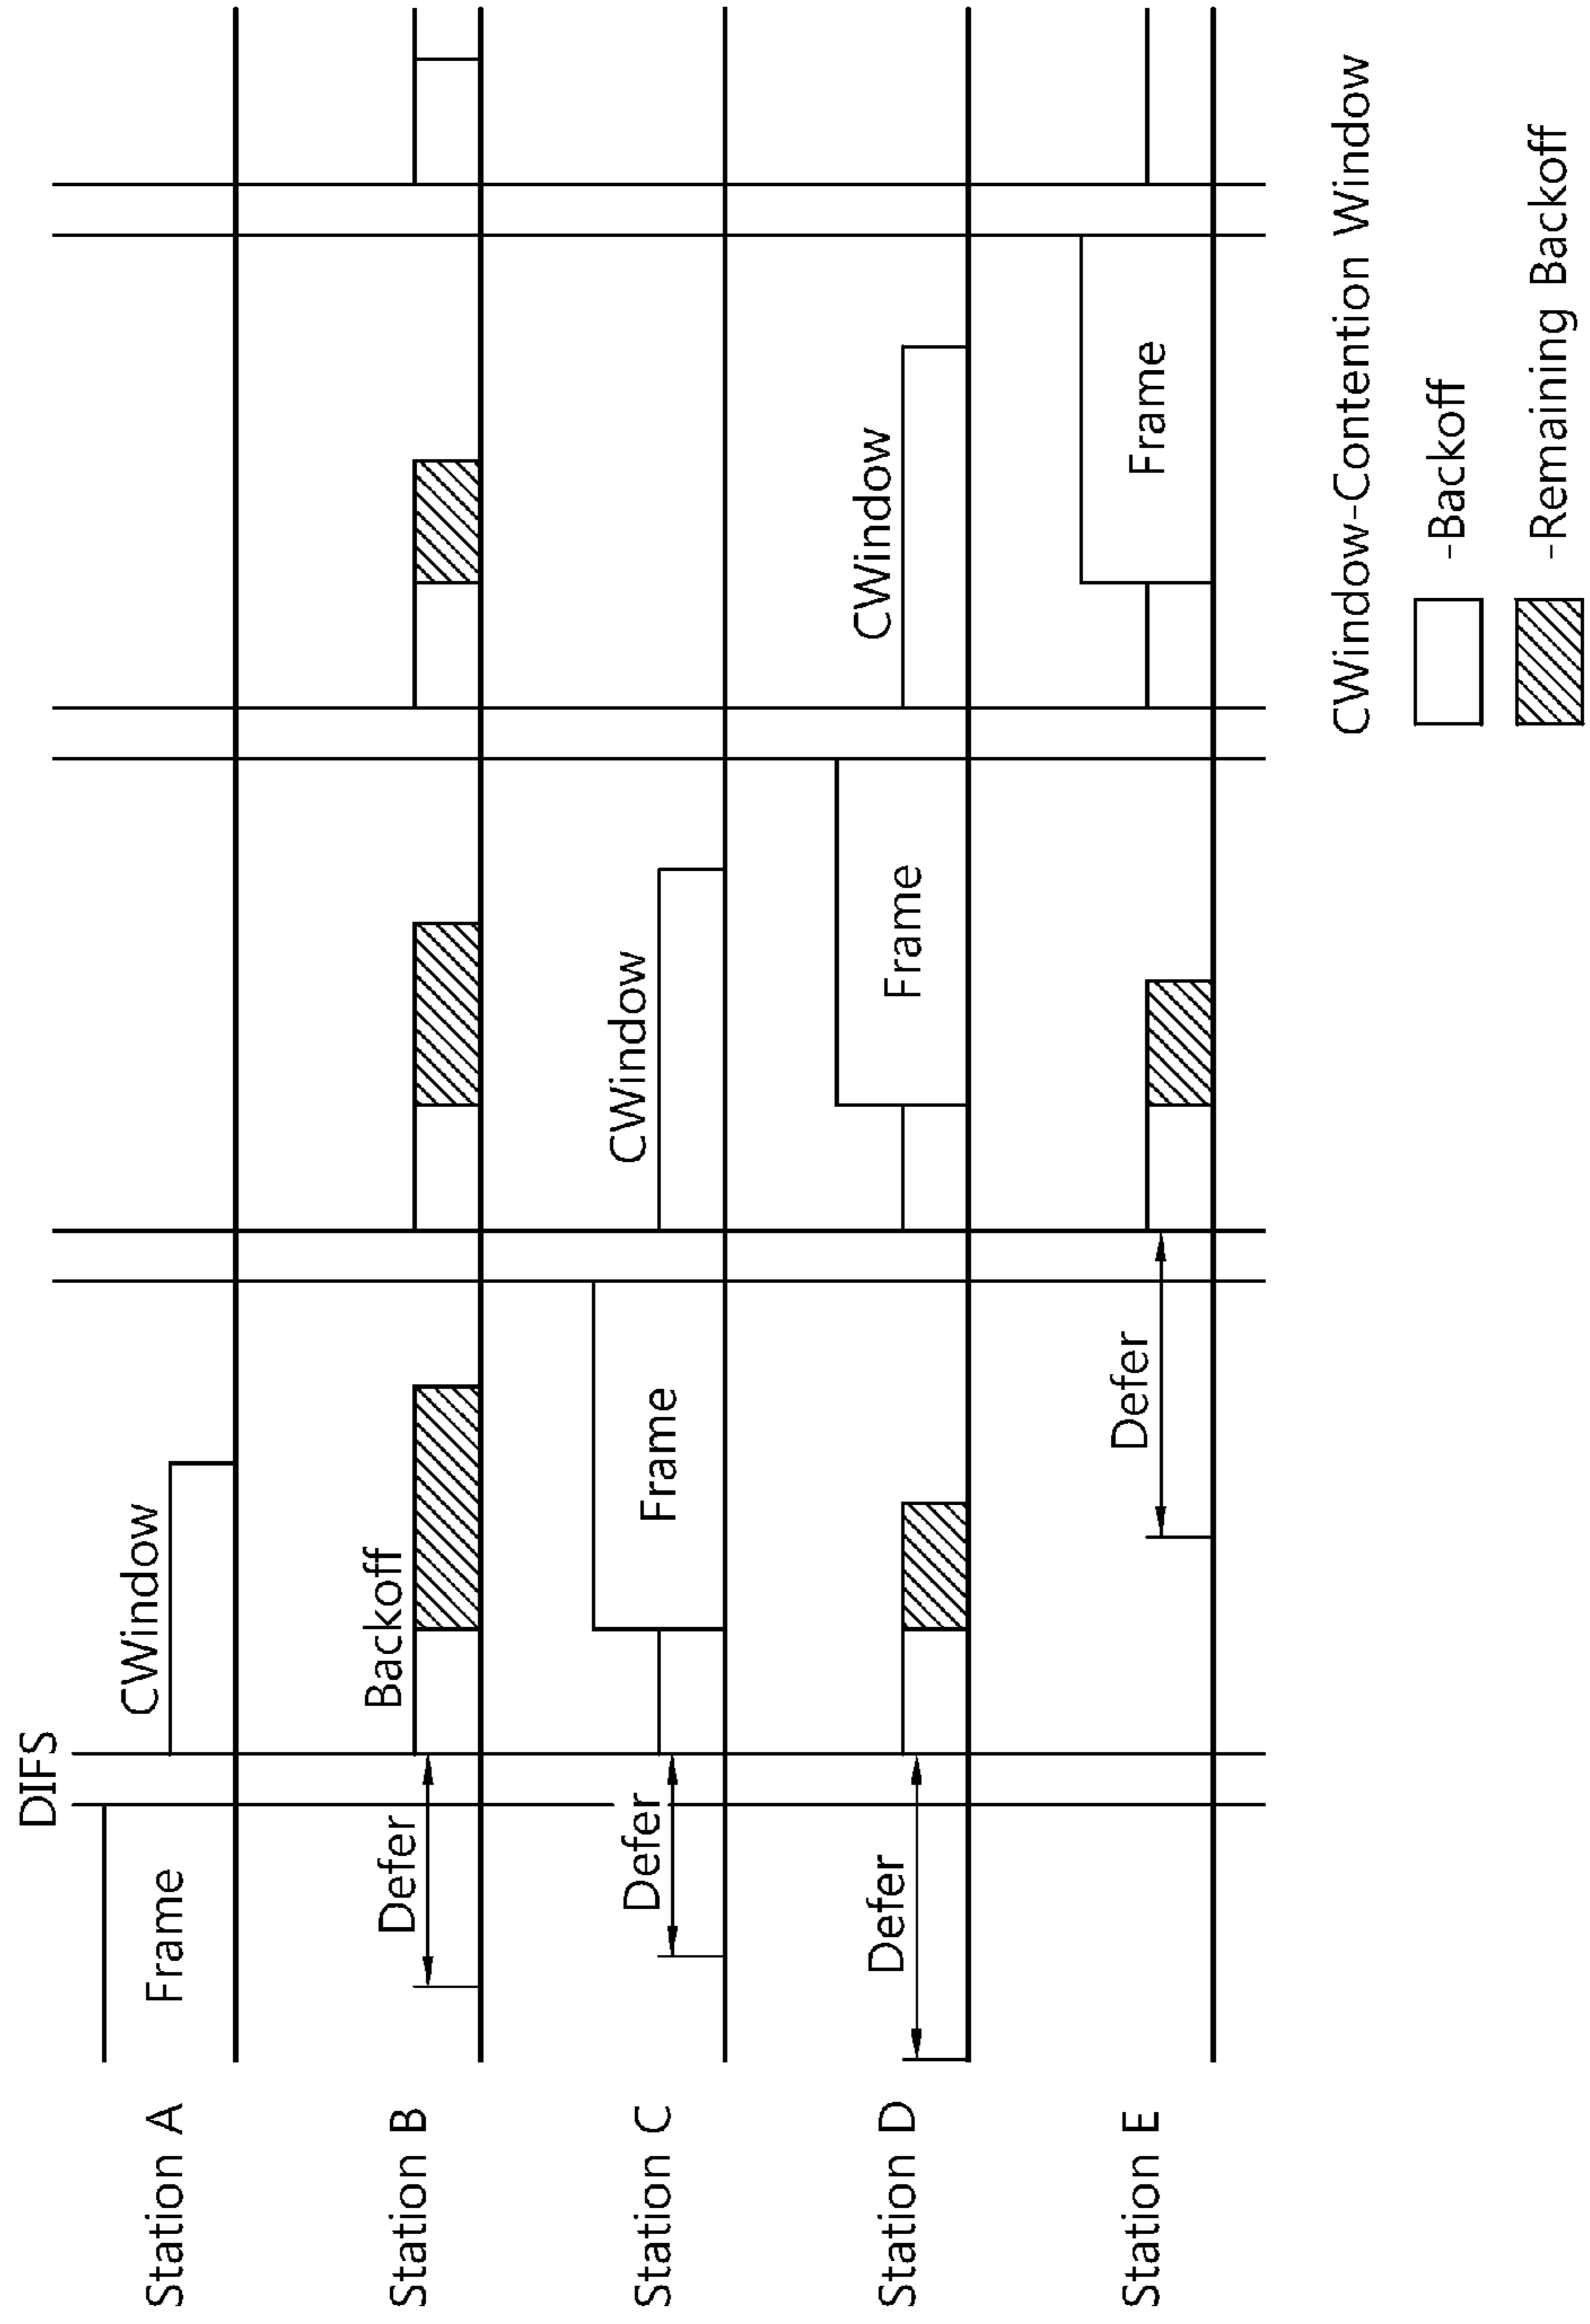 DIFS
Station A
Frame
CWindow
Station B
Defer
Backoff
Station C
Defer
Frame
CWindow
Station D
Defer
Frame
CWindow
Station E
Defer
Frame
CWindow-Contention Window
-Backoff
-Remaining Backoff